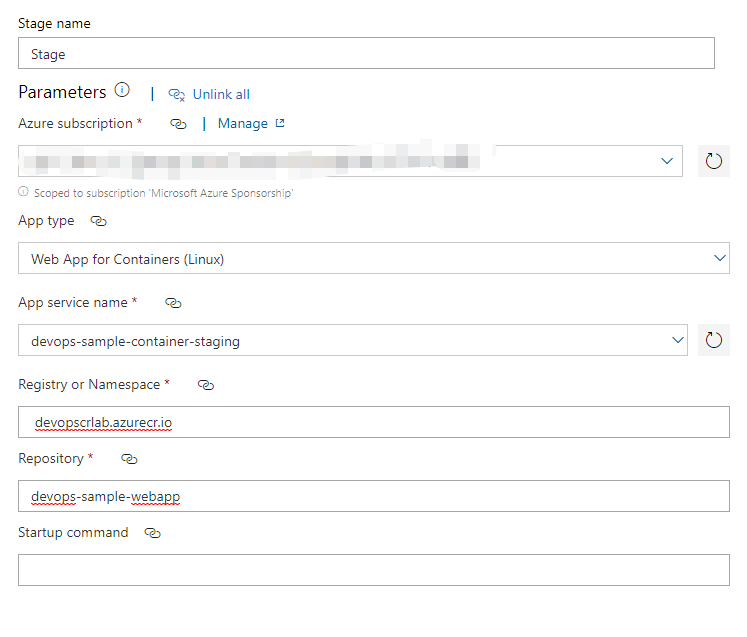 Stage name
Stage
Parameters | Unlink all
Azure subscription * | Manage
Scoped to subscription 'Microsoft Azure Sponsorship'
App type
Web App for Containers (Linux)
App service name *
devops-sample-container-staging
Registry or Namespace *
devopscrlab.azurecr.io
Repository *
devops-sample-webapp
Startup command